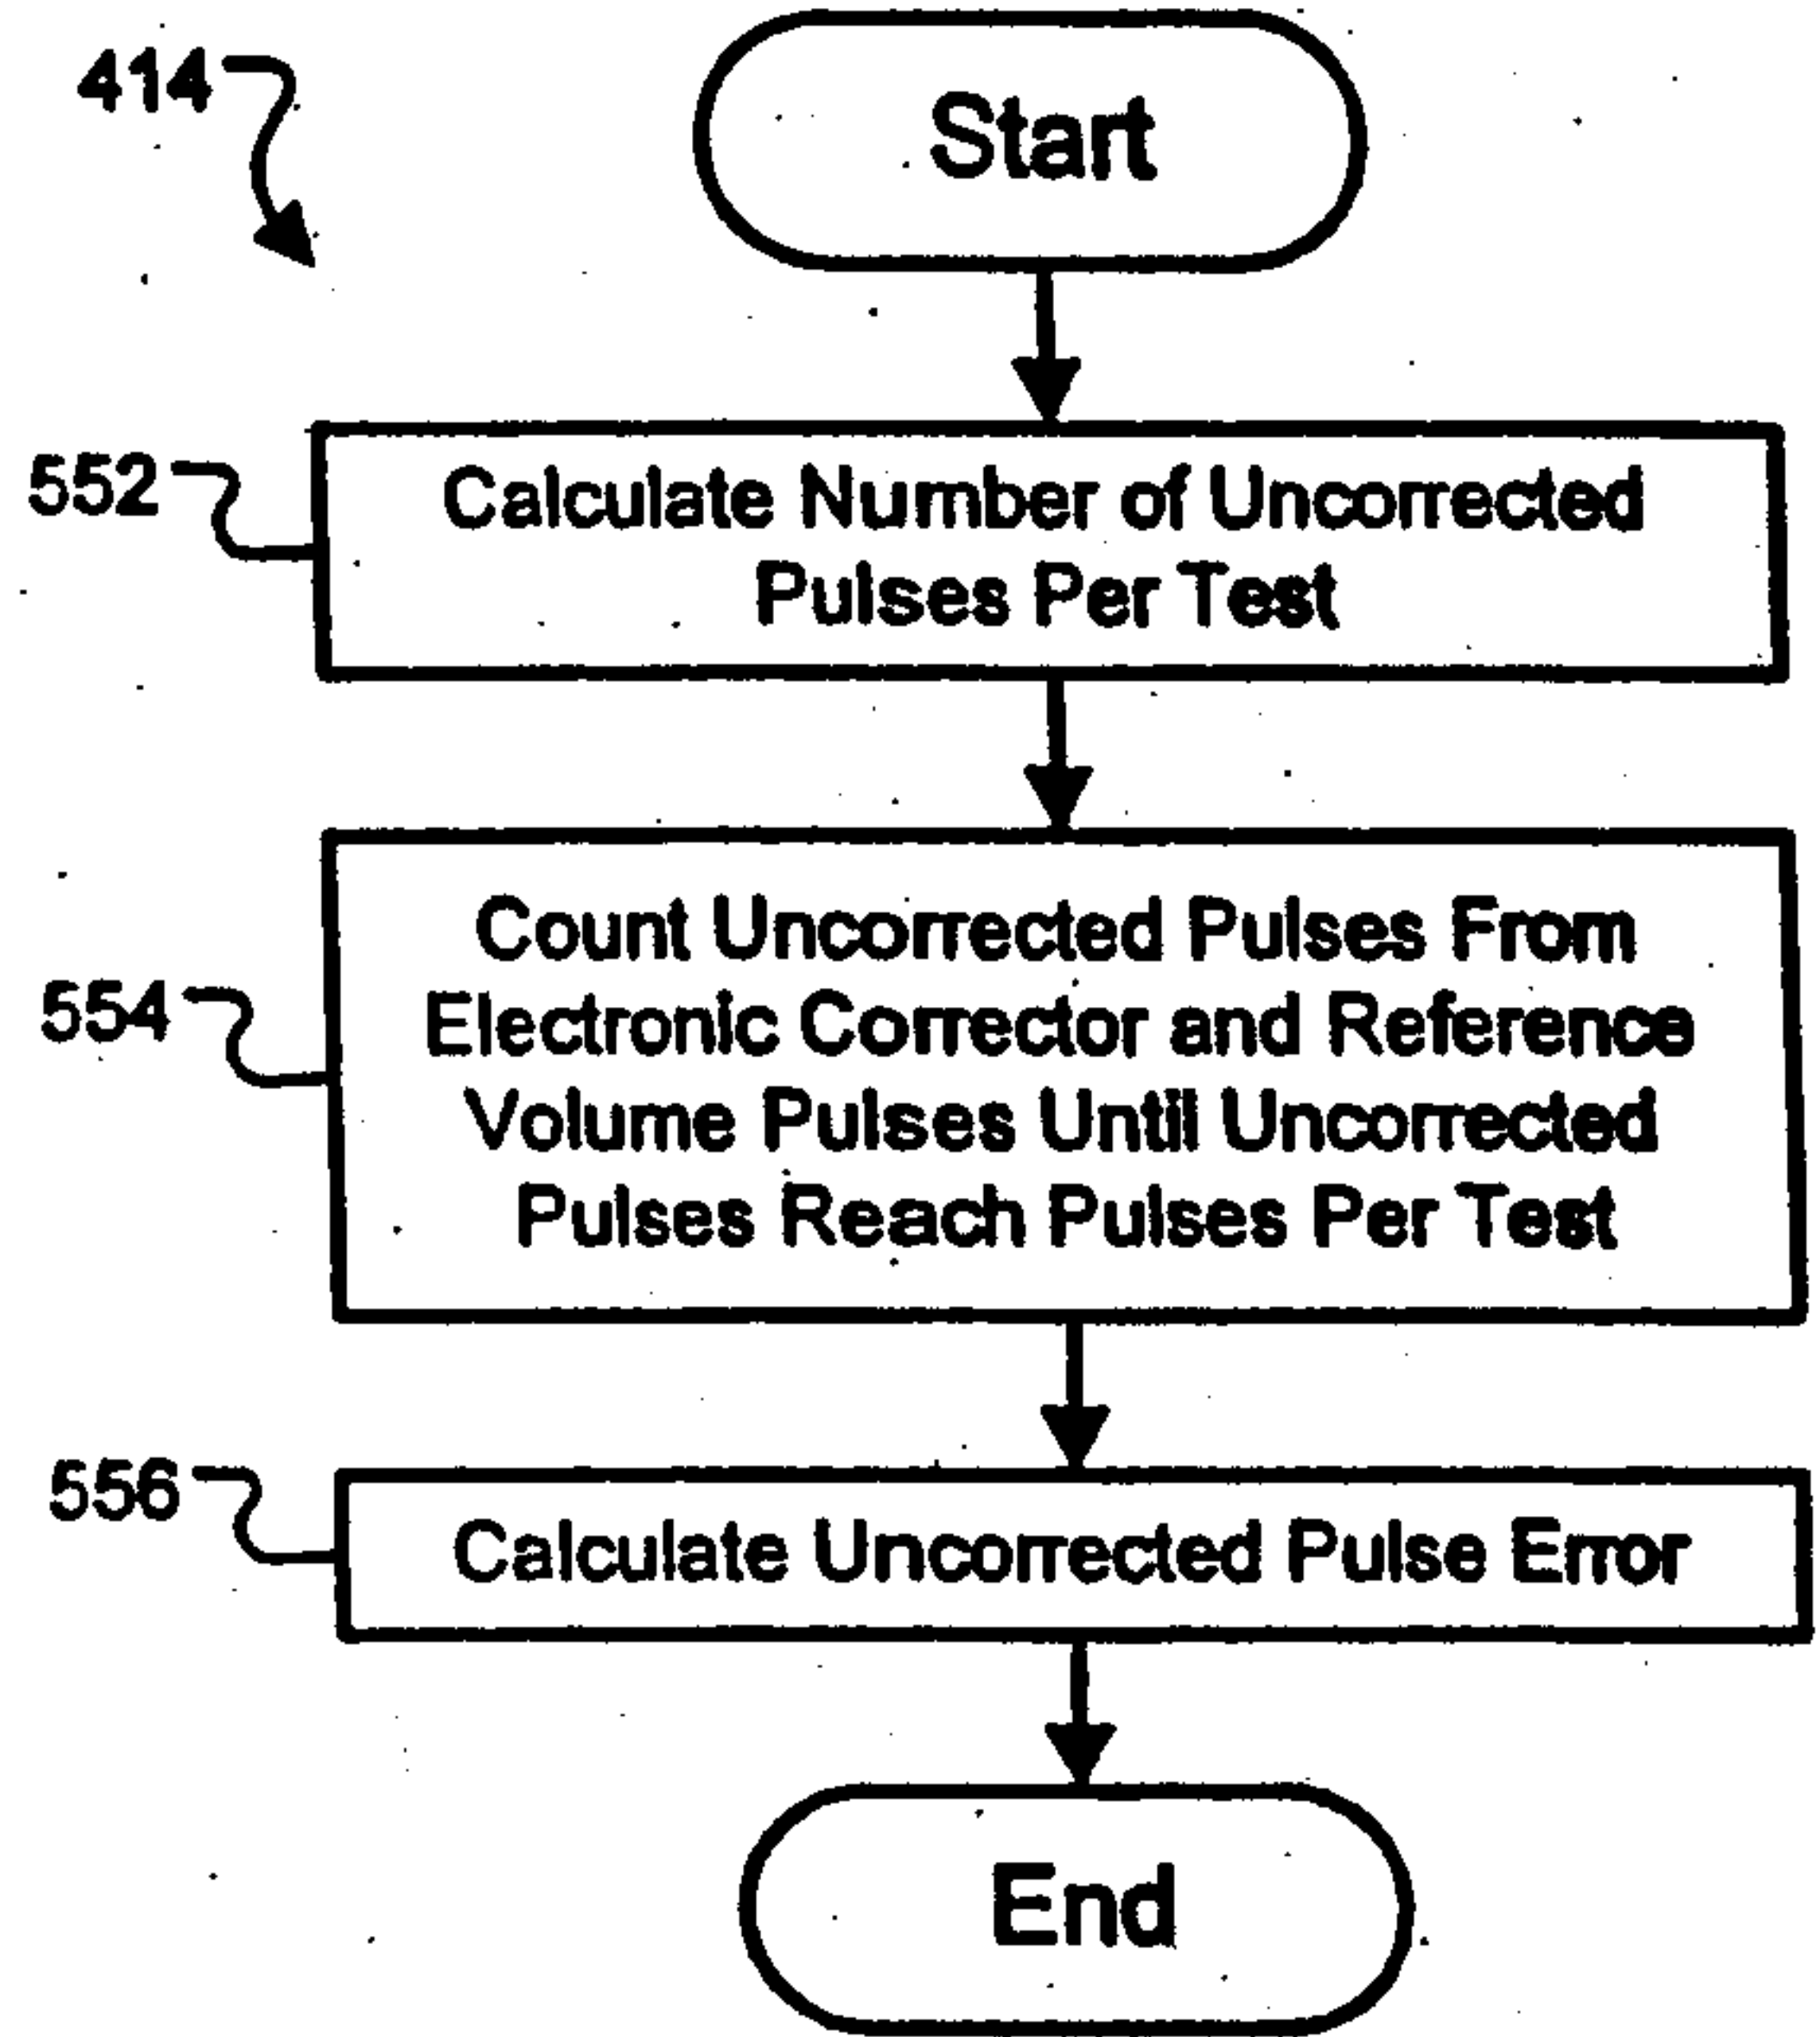 414
Start
552
Calculate Number of Uncorrected
Pulses Per Test
554
Count Uncorrected Pulses From
Electronic Corrector and Reference
Volume Pulses Until Uncorrected
Pulses Reach Pulses Per Test
556
Calculate Uncorrected Pulse Error
End